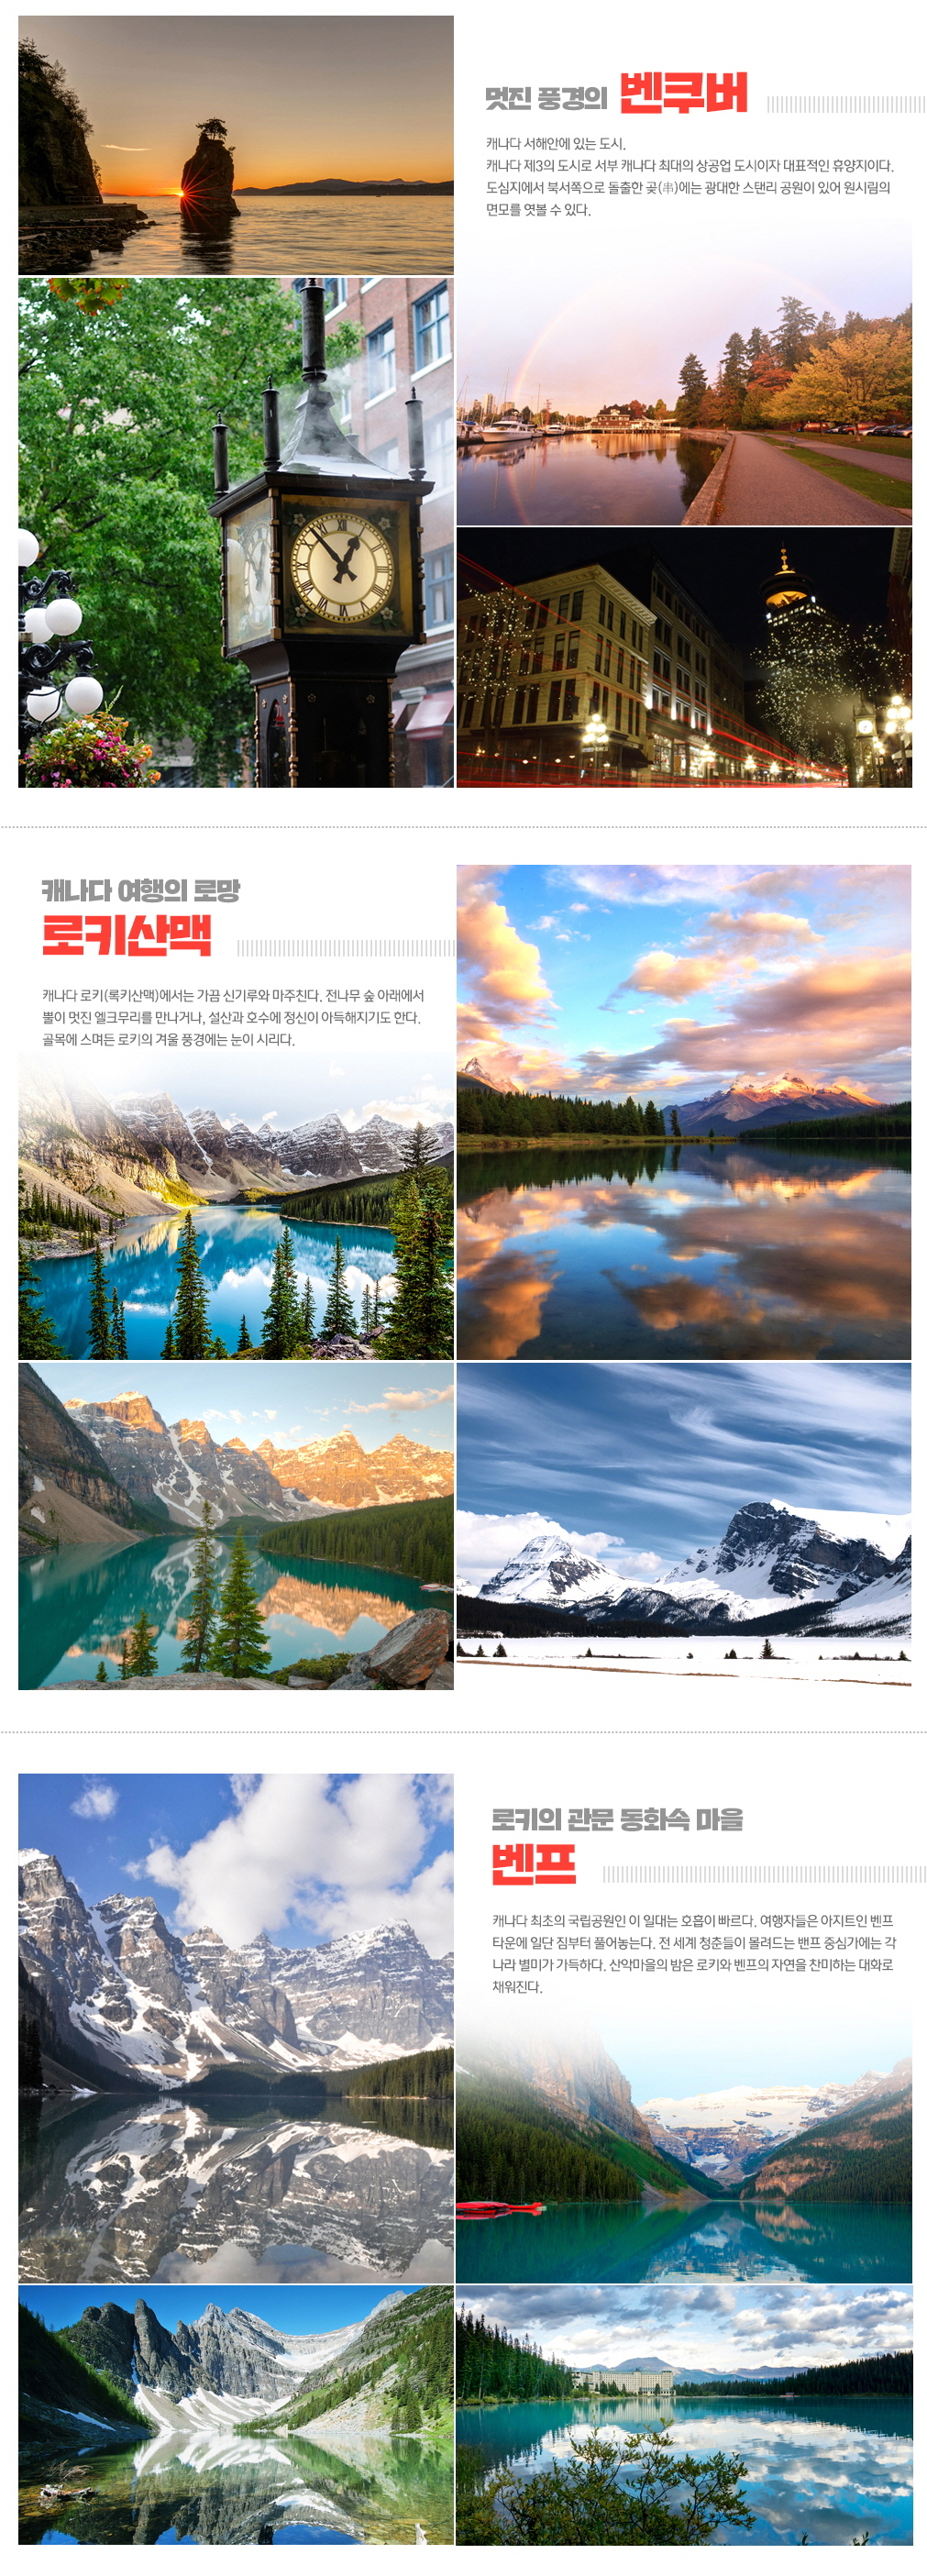 멋진 풍경의 벤쿠버
캐나다 서해안에 있는 도시.
캐나다 제3의 도시로 서부 캐나다 최대의 상공업 도시이자 대표적인 휴양지이다.
도심지에서 북서쪽으로 돌출한 곶(串)에는 광대한 스탠리 공원이 있어 원시림의
면모를 엿볼 수 있다.
캐나다 여행의 로망
로키산맥
캐나다 로키(록키산맥)에서는 가끔 신기루와 마주친다. 전나무 숲 아래에서
뿔이 멋진 엘크무리를 만나거나, 설산과 호수에 정신이 아득해지기도 한다.
골목에 스며든 로키의 겨울 풍경에는 눈이 시리다.
로키의 관문 동화속 마을
벤프
캐나다 최초의 국립공원인 이 일대는 호흡이 빠르다. 여행자들은 아지트인 벤프
타운에 일단 짐부터 풀어놓는다. 전 세계 청춘들이 몰려드는 밴프 중심가에는 각
나라 별미가 가득하다. 산악마을의 밤은 로키와 벤프의 자연을 찬미하는 대화로
채워진다.